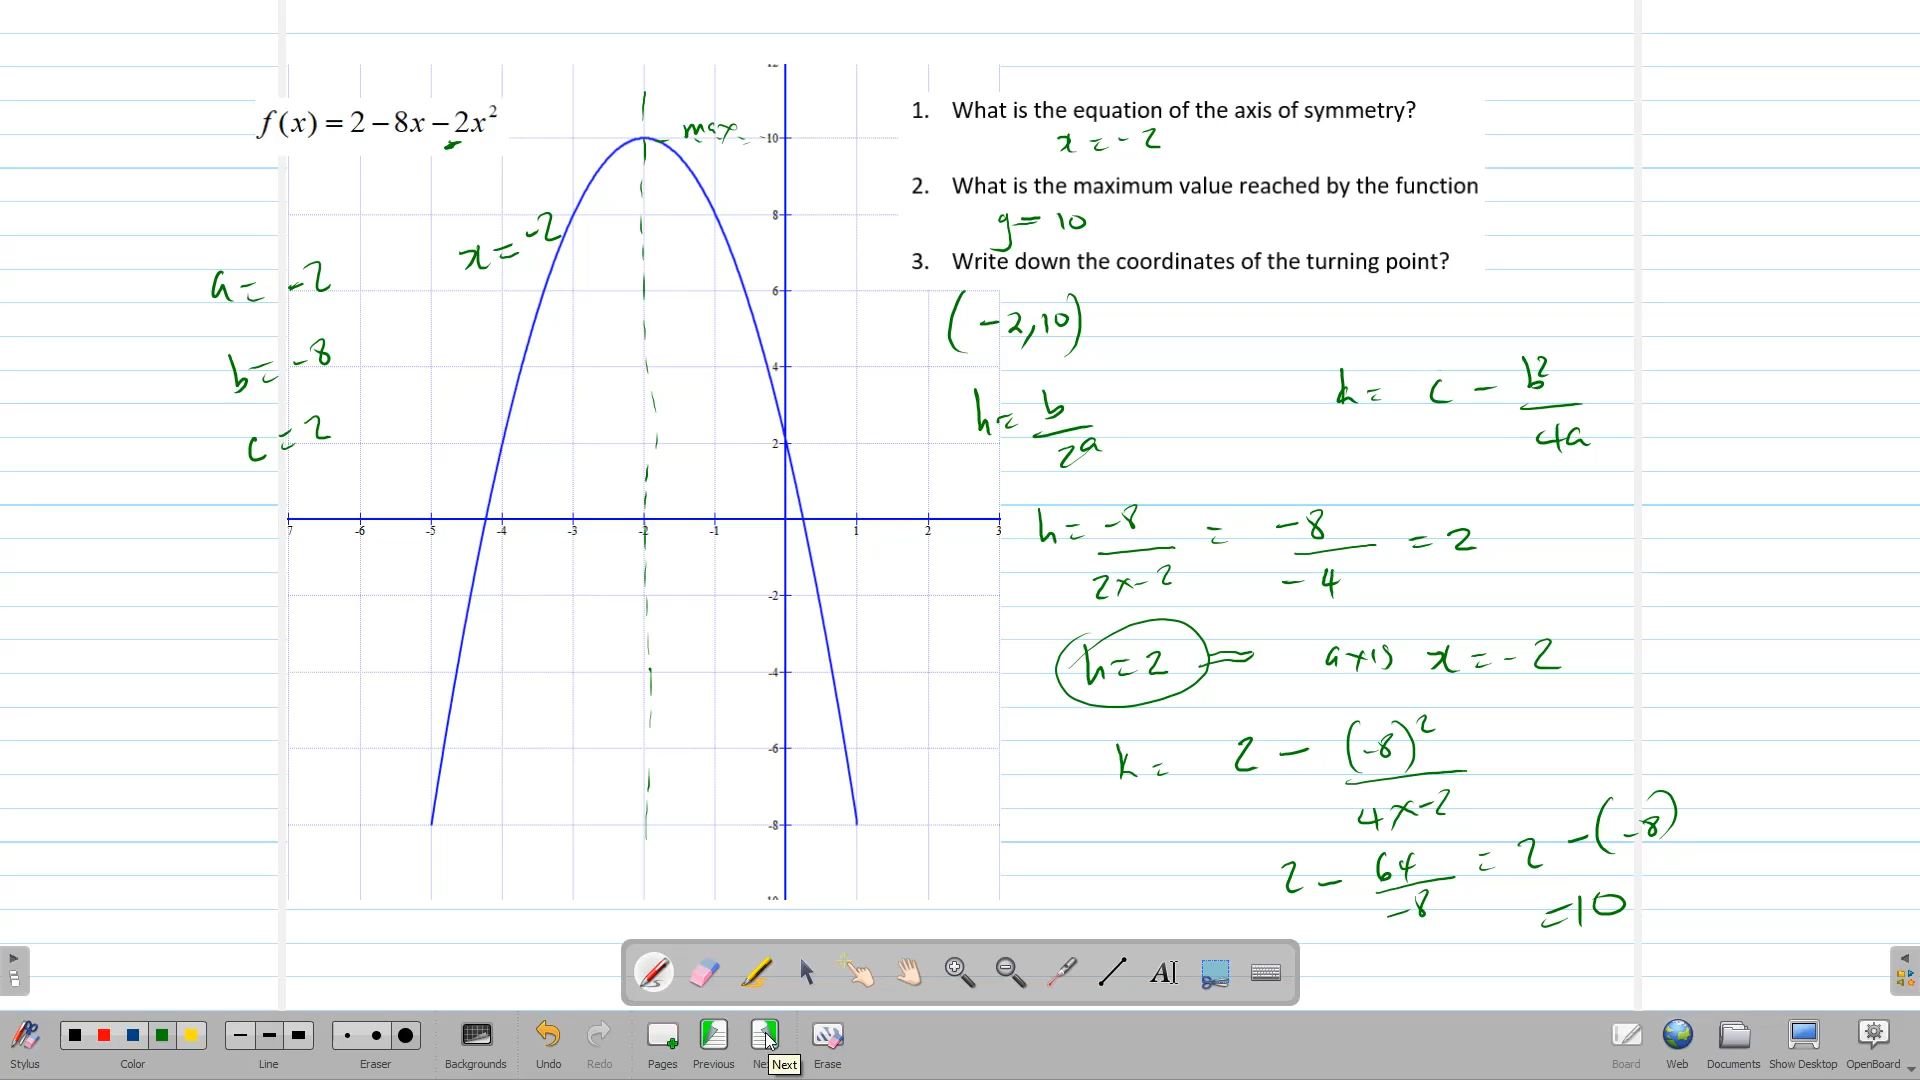 f(x) = 2 − 8x − 2x²
a = -2
b = -8
c = 2
x = -2
max
12
10
8
6
4
2
-2
-4
-6
-8
10
7 -6 -5 -4 -3 -2 -1 1 2 3
1. What is the equation of the axis of symmetry?
x = -2
2. What is the maximum value reached by the function
y = 10
3. Write down the coordinates of the turning point?
(-2,10)
h = b/2a
k = c - b²/4a
h = -8/2x-2 = -8/-4 = 2
h = 2 = axis x = -2
k = 2 - (-8)²/4x-2
2 - 64/-8 = 2 - (-8)
= 10
Stylus Color Line Eraser Backgrounds Undo Redo Pages Previous Next Erase Board Web Documents Show Desktop OpenBoard
Next